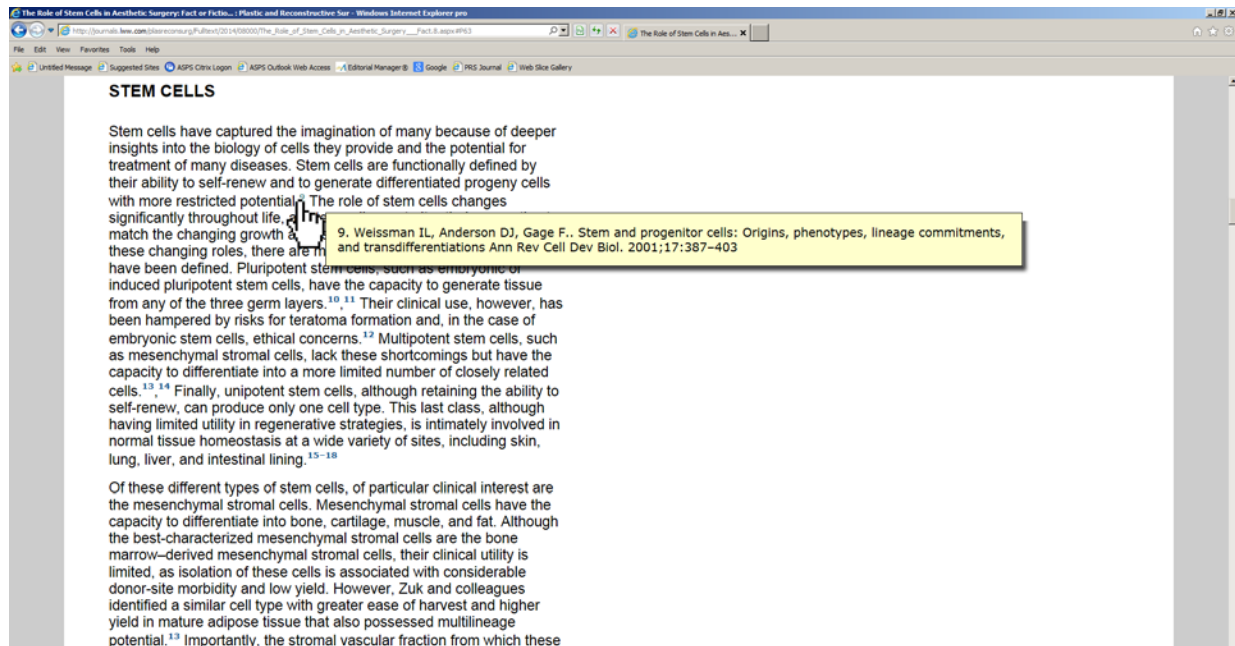 The Role of Stem Cells in Aesthetic Surgery: Fact or Fictio... : Plastic and Reconstructive Sur - Windows Internet Explorer pro
http://journals.lww.com/plasreconsurg/Fulltext/2014/08000/The_Role_of_Stem_Cells_in_Aesthetic_Surgery___Fact.8.aspx#P63
The Role of Stem Cells in Aes...
File Edit View Favorites Tools Help
Untitled Message Suggested Sites ASPS Citrix Logon ASPS Outlook Web Access Editorial Manager® Google PRS Journal Web Slice Gallery
STEM CELLS
Stem cells have captured the imagination of many because of deeper
insights into the biology of cells they provide and the potential for
treatment of many diseases. Stem cells are functionally defined by
their ability to self-renew and to generate differentiated progeny cells
with more restricted potential.9 The role of stem cells changes
significantly throughout life,
match the changing growth
these changing roles, there are
9. Weissman IL, Anderson DJ, Gage F.. Stem and progenitor cells: Origins, phenotypes, lineage commitments,
and transdifferentiations Ann Rev Cell Dev Biol. 2001;17:387–403
have been defined. Pluripotent stem cells, such as embryonic or
induced pluripotent stem cells, have the capacity to generate tissue
from any of the three germ layers.10,11 Their clinical use, however, has
been hampered by risks for teratoma formation and, in the case of
embryonic stem cells, ethical concerns.12 Multipotent stem cells, such
as mesenchymal stromal cells, lack these shortcomings but have the
capacity to differentiate into a more limited number of closely related
cells.13,14 Finally, unipotent stem cells, although retaining the ability to
self-renew, can produce only one cell type. This last class, although
having limited utility in regenerative strategies, is intimately involved in
normal tissue homeostasis at a wide variety of sites, including skin,
lung, liver, and intestinal lining.15–18
Of these different types of stem cells, of particular clinical interest are
the mesenchymal stromal cells. Mesenchymal stromal cells have the
capacity to differentiate into bone, cartilage, muscle, and fat. Although
the best-characterized mesenchymal stromal cells are the bone
marrow–derived mesenchymal stromal cells, their clinical utility is
limited, as isolation of these cells is associated with considerable
donor-site morbidity and low yield. However, Zuk and colleagues
identified a similar cell type with greater ease of harvest and higher
yield in mature adipose tissue that also possessed multilineage
potential.13 Importantly, the stromal vascular fraction from which these